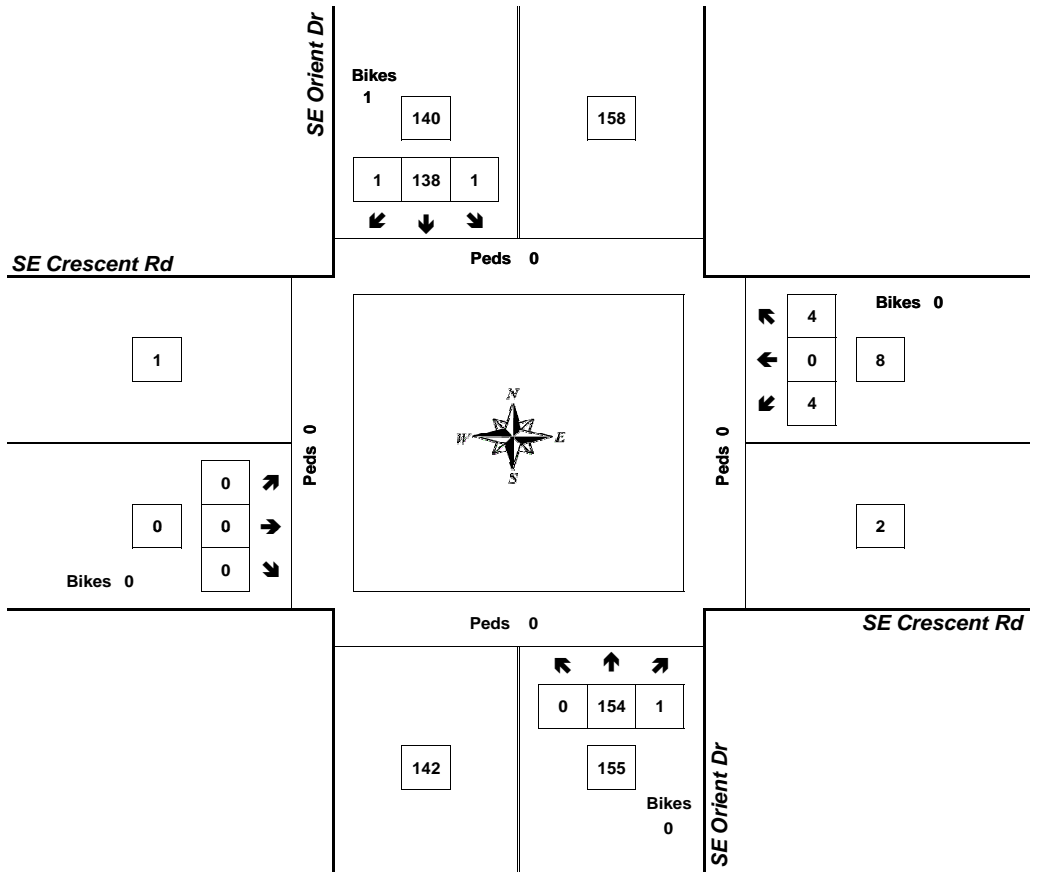 SE Orient Dr
Bikes
1
140
158
1 138 1
Peds 0
SE Crescent Rd
Bikes 0
4
0
4
8
1
N
W E
S
Peds 0
Peds 0
0
0
0
0
2
Bikes 0
Peds 0
SE Crescent Rd
0 154 1
142
155
Bikes
0
SE Orient Dr